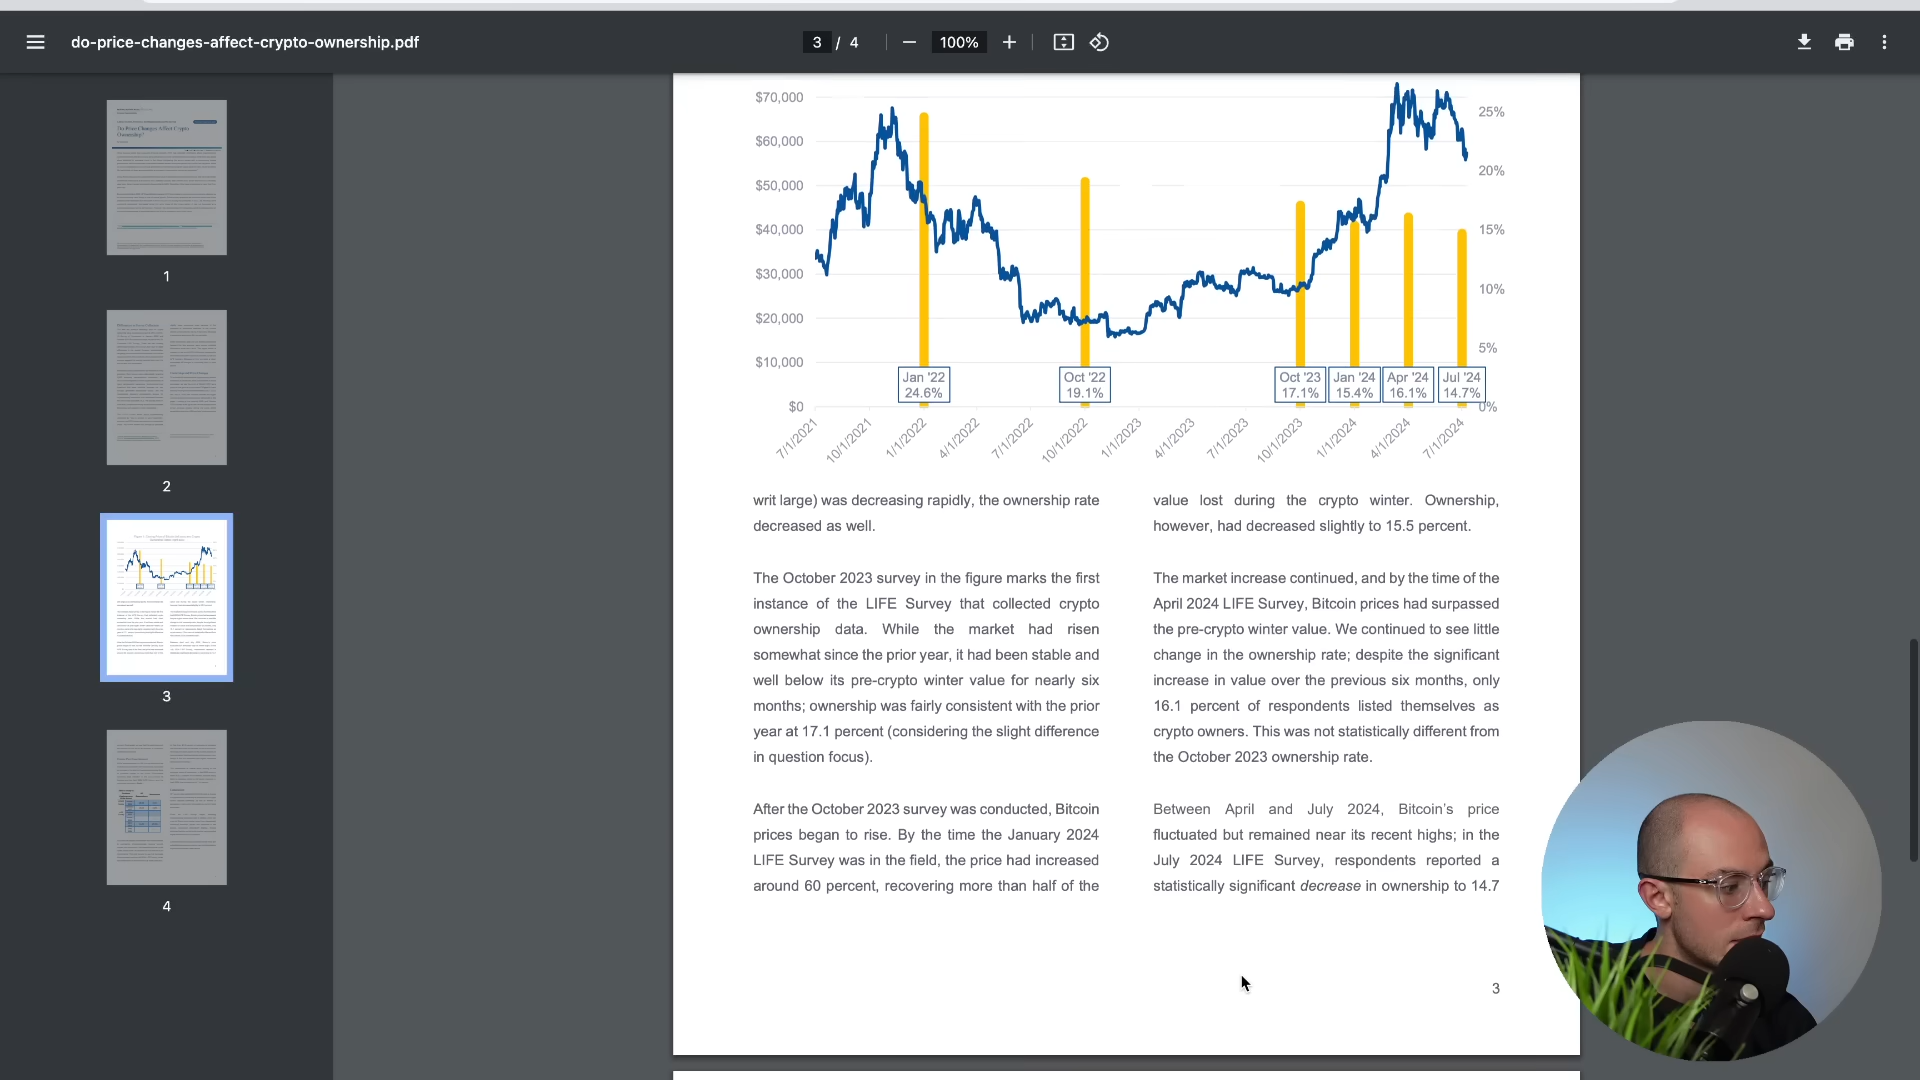 do-price-changes-affect-crypto-ownership.pdf
3 / 4
100%
1
2
3
4
$70,000
$60,000
$50,000
$40,000
$30,000
$20,000
$10,000
$0
25%
20%
15%
10%
5%
0%
Jan '22
24.6%
Oct '22
19.1%
Oct '23
17.1%
Jan '24
15.4%
Apr '24
16.1%
Jul '24
14.7%
7/1/2021
10/1/2021
1/1/2022
4/1/2022
7/1/2022
10/1/2022
1/1/2023
4/1/2023
7/1/2023
10/1/2023
1/1/2024
4/1/2024
7/1/2024
writ large) was decreasing rapidly, the ownership rate
decreased as well.
The October 2023 survey in the figure marks the first
instance of the LIFE Survey that collected crypto
ownership data. While the market had risen
somewhat since the prior year, it had been stable and
well below its pre-crypto winter value for nearly six
months; ownership was fairly consistent with the prior
year at 17.1 percent (considering the slight difference
in question focus).
After the October 2023 survey was conducted, Bitcoin
prices began to rise. By the time the January 2024
LIFE Survey was in the field, the price had increased
around 60 percent, recovering more than half of the
value lost during the crypto winter. Ownership,
however, had decreased slightly to 15.5 percent.
The market increase continued, and by the time of the
April 2024 LIFE Survey, Bitcoin prices had surpassed
the pre-crypto winter value. We continued to see little
change in the ownership rate; despite the significant
increase in value over the previous six months, only
16.1 percent of respondents listed themselves as
crypto owners. This was not statistically different from
the October 2023 ownership rate.
Between April and July 2024, Bitcoin’s price
fluctuated but remained near its recent highs; in the
July 2024 LIFE Survey, respondents reported a
statistically significant decrease in ownership to 14.7
3